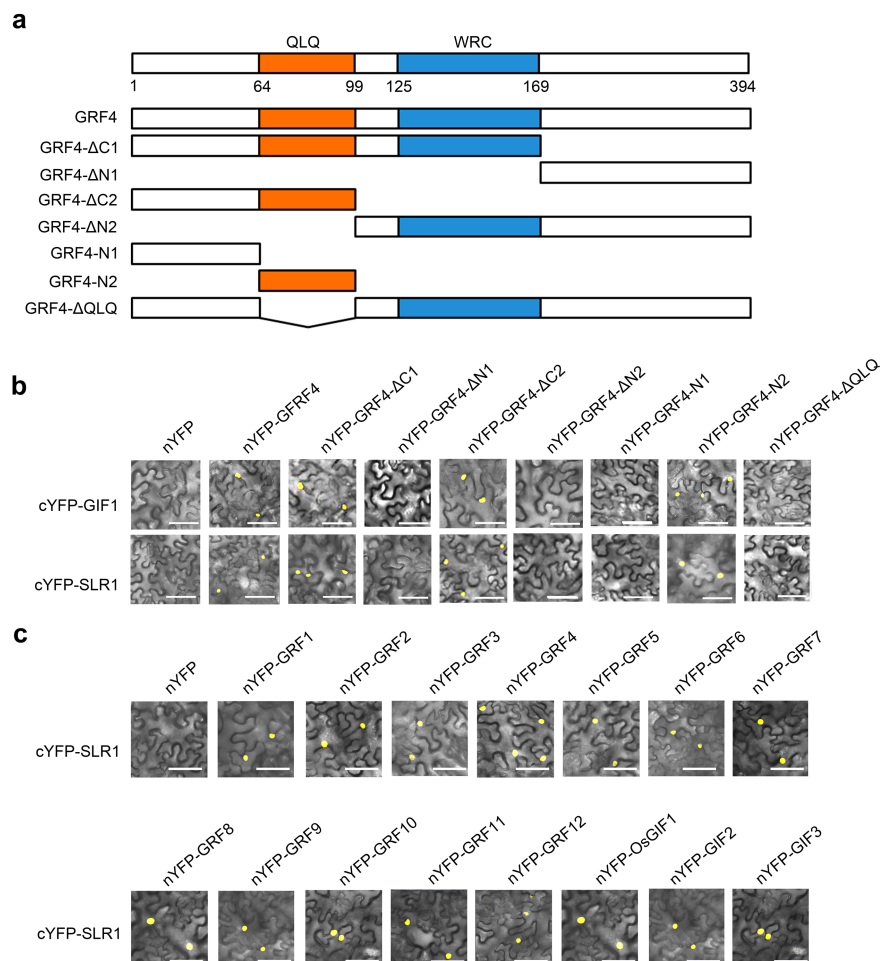 a
QLQ WRC
1 64 99 125 169 394
GRF4
GRF4-ΔC1
GRF4-ΔN1
GRF4-ΔC2
GRF4-ΔN2
GRF4-N1
GRF4-N2
GRF4-ΔQLQ
b
nYFP
nYFP-GFRF4
nYFP-GRF4-ΔC1
nYFP-GRF4-ΔN1
nYFP-GRF4-ΔC2
nYFP-GRF4-ΔN2
nYFP-GRF4-N1
nYFP-GRF4-N2
nYFP-GRF4-ΔQLQ
cYFP-GIF1
cYFP-SLR1
c
nYFP
nYFP-GRF1
nYFP-GRF2
nYFP-GRF3
nYFP-GRF4
nYFP-GRF5
nYFP-GRF6
nYFP-GRF7
cYFP-SLR1
nYFP-GRF8
nYFP-GRF9
nYFP-GRF10
nYFP-GRF11
nYFP-GRF12
nYFP-OsGIF1
nYFP-GIF2
nYFP-GIF3
cYFP-SLR1